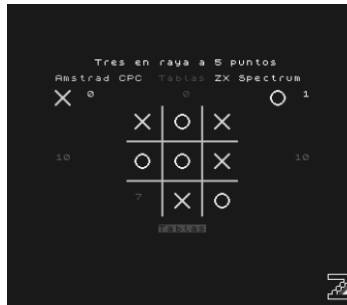 Tres en raya a 5 puntos
Amstrad CPC Tablas ZX Spectrum
X 0 0 O 1
X O X
10 O O X 10
7 X O
Tablas